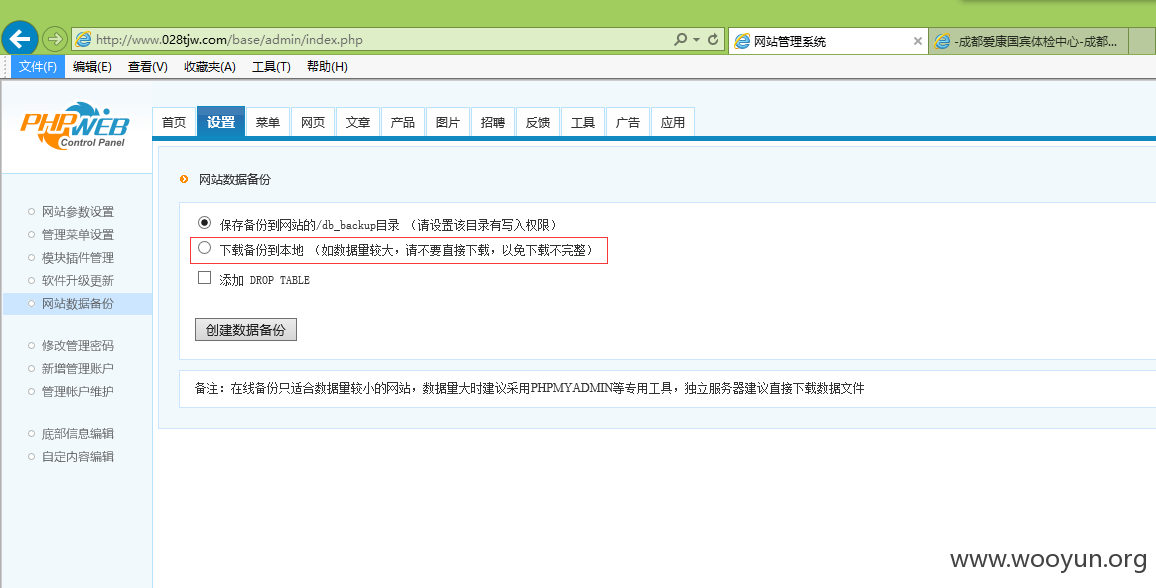 http://www.028tjw.com/base/admin/index.php
网站管理系统
-成都爱康国宾体检中心-成都...
文件(F) 编辑(E) 查看(V) 收藏夹(A) 工具(T) 帮助(H)
PHPWEB
Control Panel
首页 设置 菜单 网页 文章 产品 图片 招聘 反馈 工具 广告 应用
网站参数设置
管理菜单设置
模块插件管理
软件升级更新
网站数据备份
修改管理密码
新增管理账户
管理帐户维护
底部信息编辑
自定内容编辑
网站数据备份
保存备份到网站的/db_backup目录 (请设置该目录有写入权限)
下载备份到本地 (如数据量较大，请不要直接下载，以免下载不完整)
添加 DROP TABLE
创建数据备份
备注：在线备份只适合数据量较小的网站，数据量大时建议采用PHPMYADMIN等专用工具，独立服务器建议直接下载数据文件
www.wooyun.org